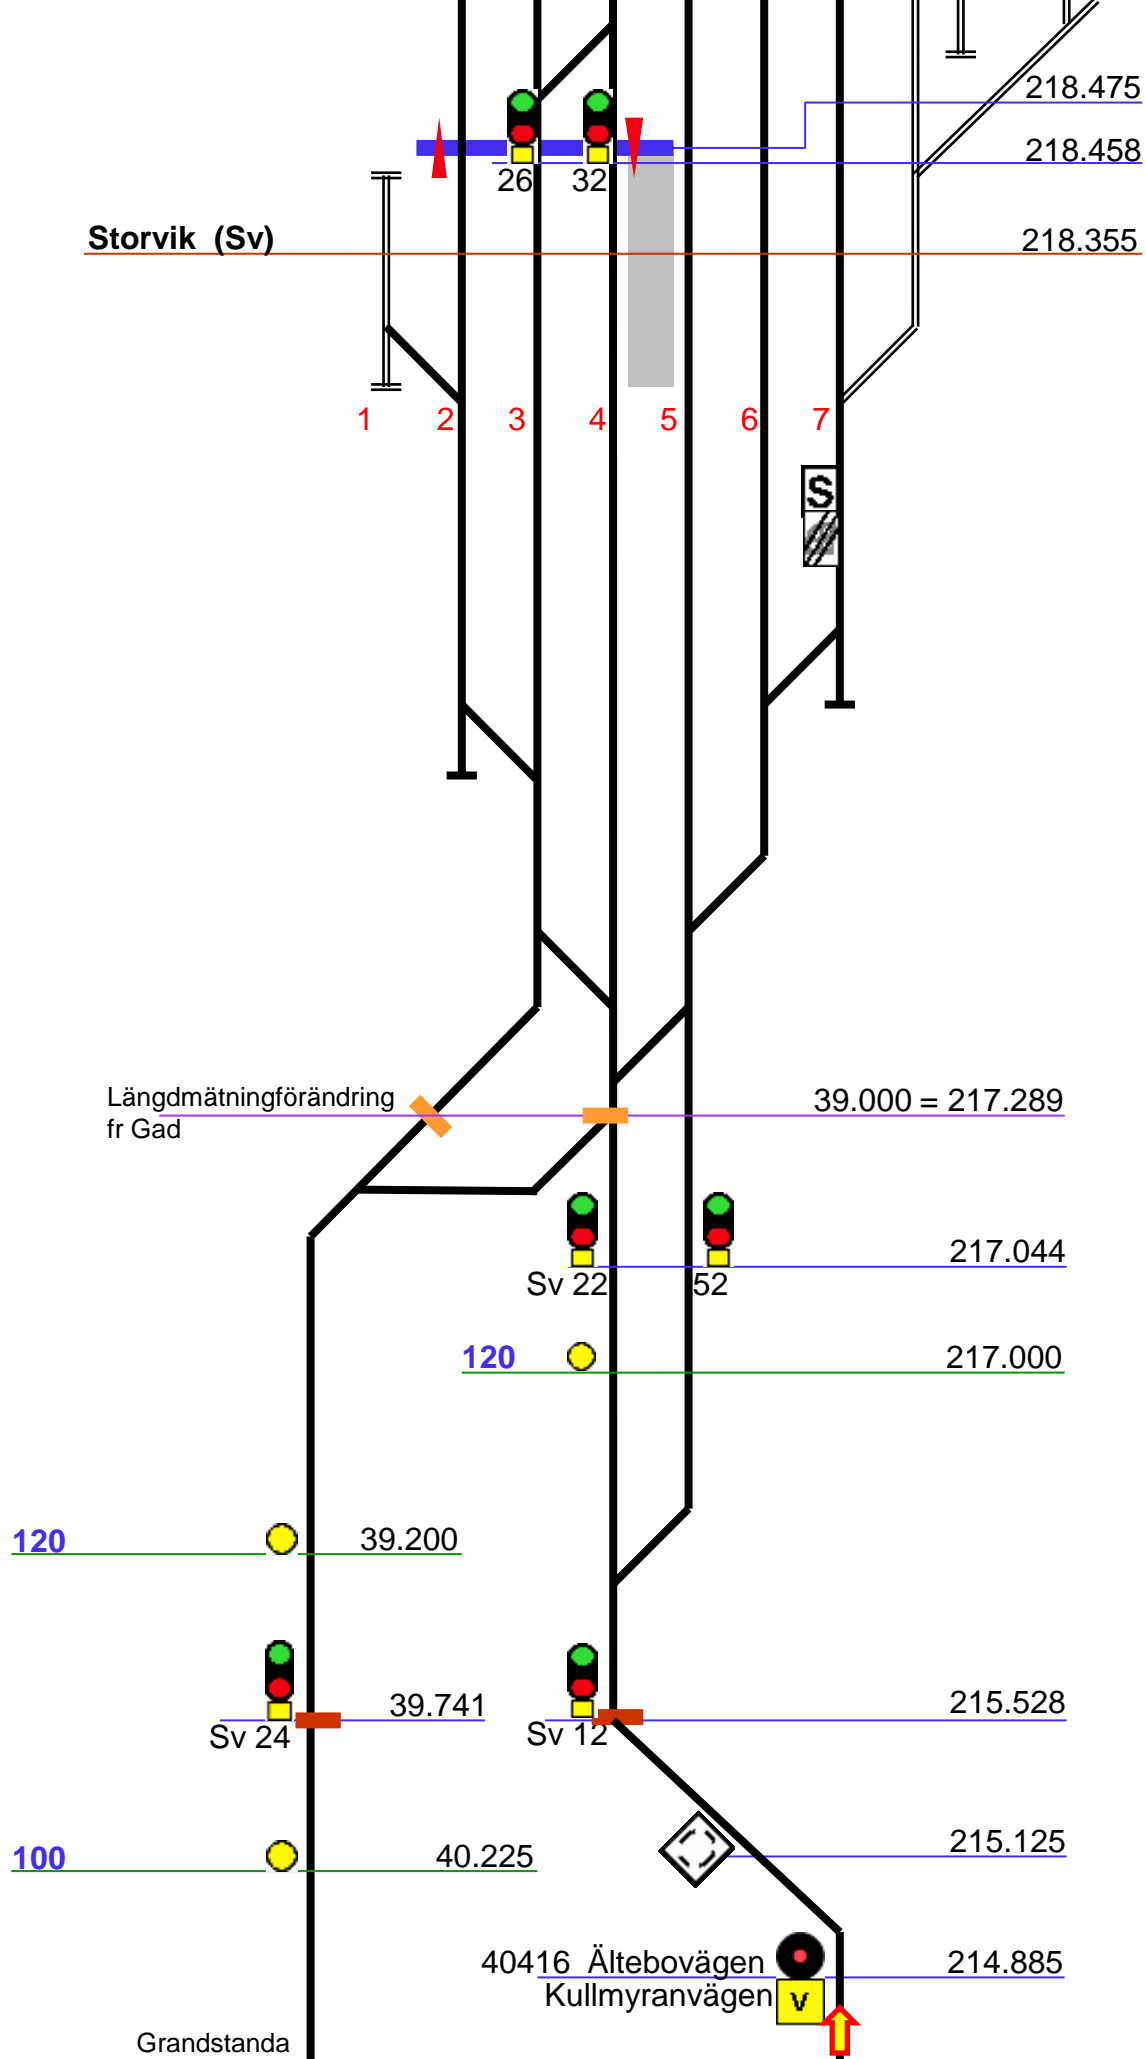 218.475
218.458
26 32
Storvik (Sv) 218.355
1 2 3 4 5 6 7
S
Längdmätningförändring
fr Gad
39.000 = 217.289
217.044
Sv 22 52
120 217.000
120 39.200
39.741 215.528
Sv 24 Sv 12
100 40.225 215.125
40416 Ältebovägen 214.885
Kullmyranvägen V
Grandstanda